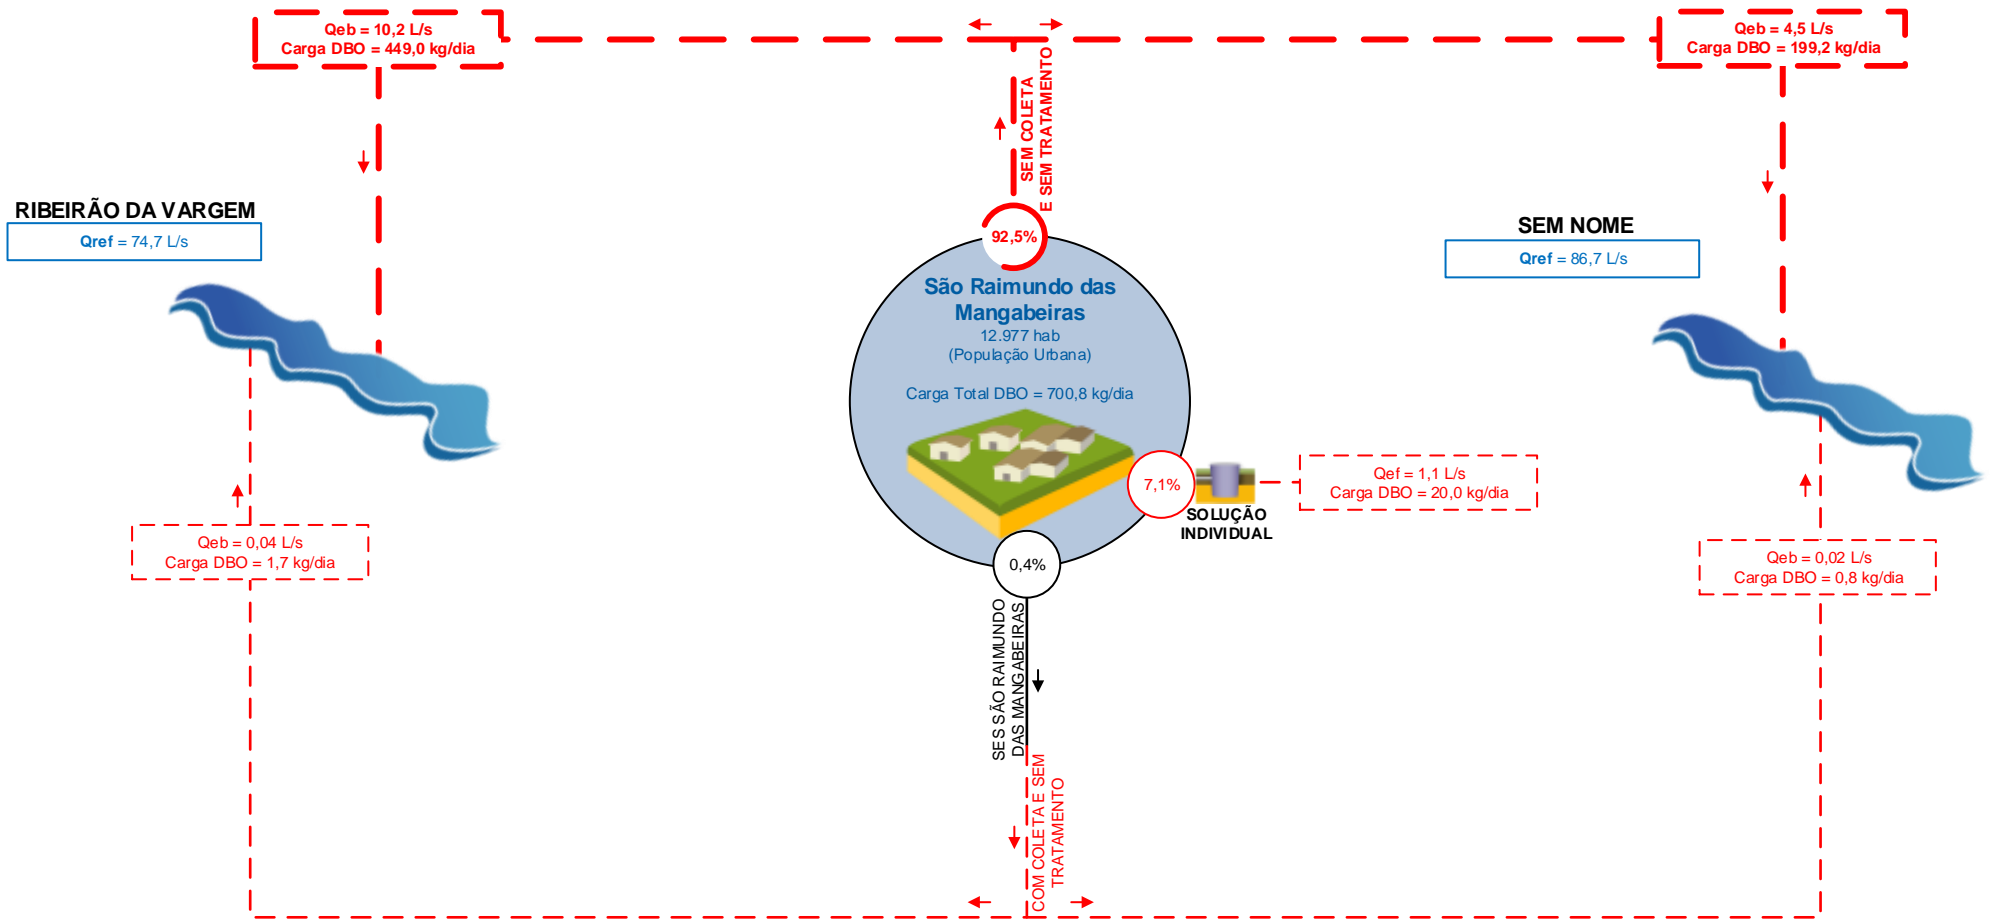 Qeb = 10,2 L/s
Carga DBO = 449,0 kg/dia
Qeb = 4,5 L/s
Carga DBO = 199,2 kg/dia
SEM COLETA
E SEM TRATAMENTO
RIBEIRÃO DA VARGEM
Qref = 74,7 L/s
SEM NOME
Qref = 86,7 L/s
92,5%
São Raimundo das
Mangabeiras
12.977 hab
(População Urbana)
Carga Total DBO = 700,8 kg/dia
7,1%
SOLUÇÃO
INDIVIDUAL
Qef = 1,1 L/s
Carga DBO = 20,0 kg/dia
Qeb = 0,04 L/s
Carga DBO = 1,7 kg/dia
0,4%
Qeb = 0,02 L/s
Carga DBO = 0,8 kg/dia
SES SÃO RAIMUNDO
DAS MANGABEIRAS
COM COLETA E SEM
TRATAMENTO